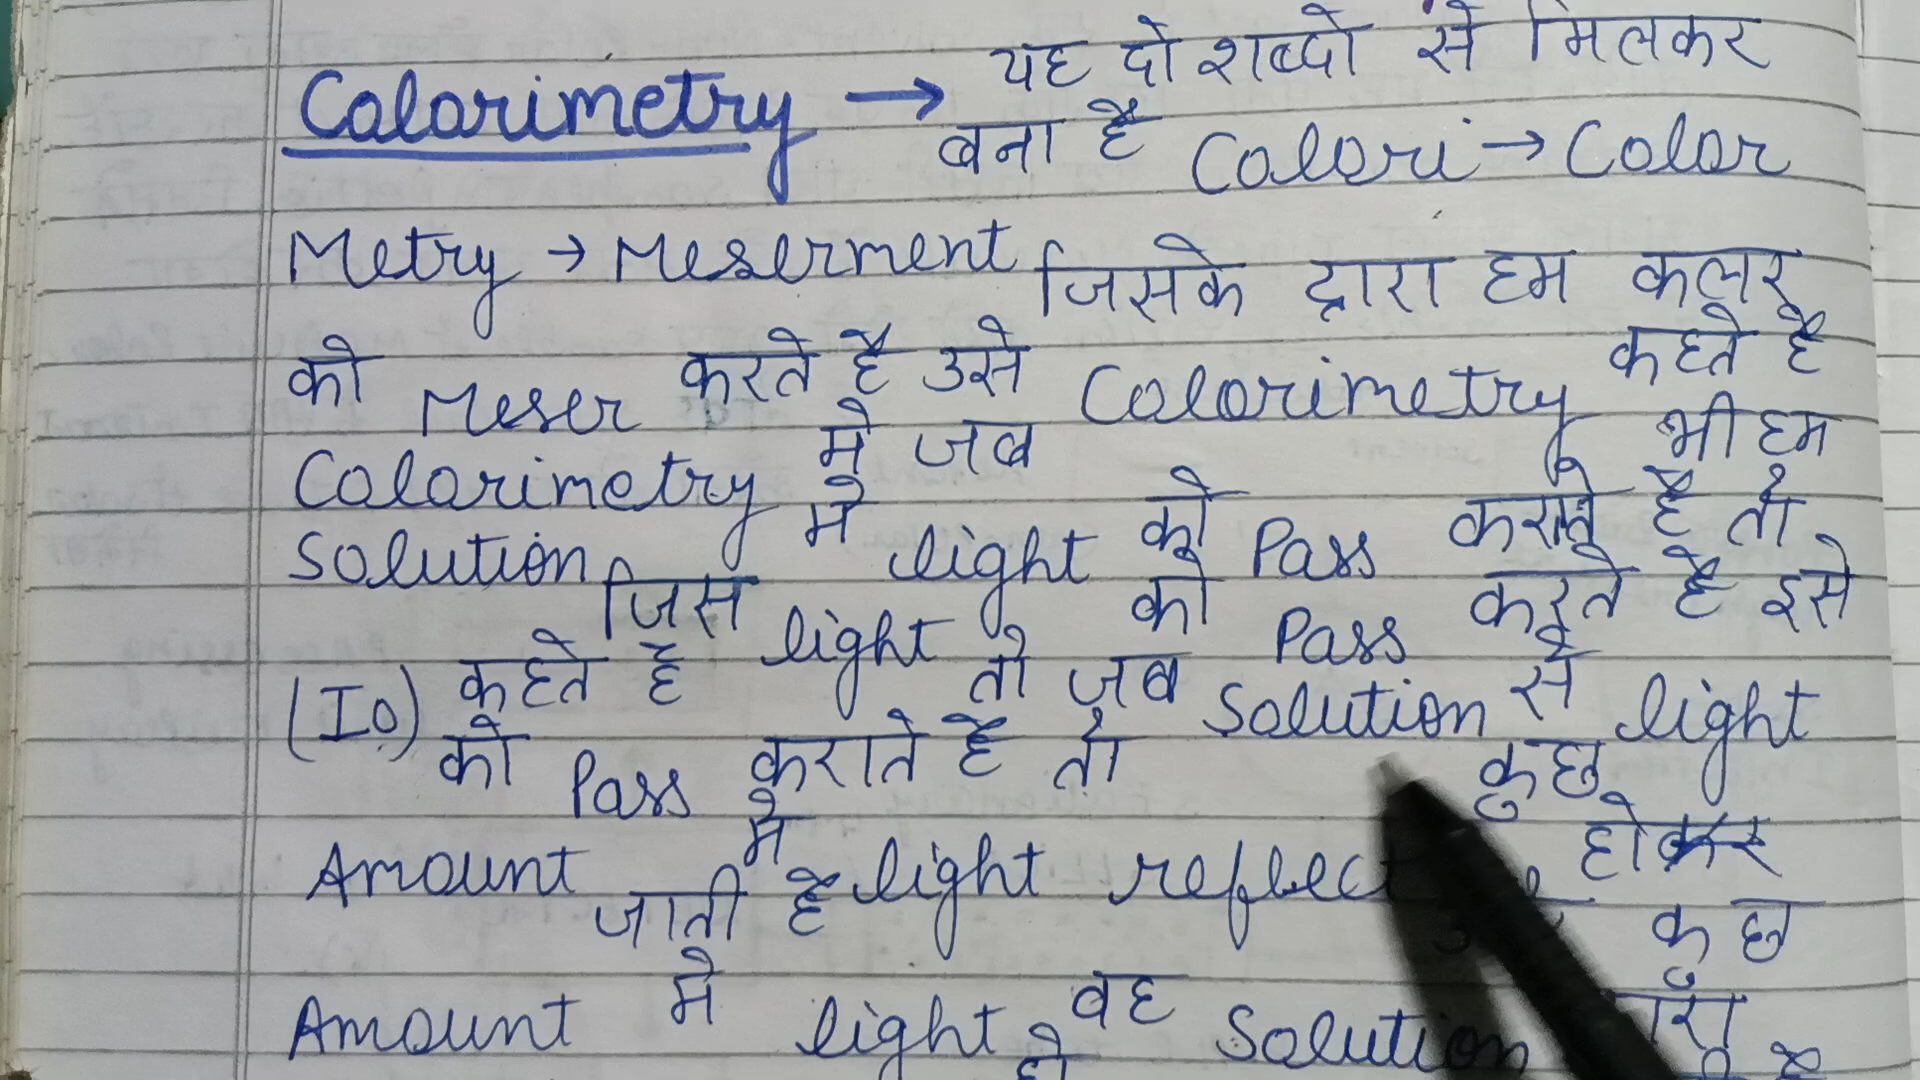 Calorimetry → यह दो शब्दो से मिलकर
बना है Calori → Color
Metry → Meserment जिसके द्वारा हम कलर
को Meser करते है उसे Calorimetry कहते है
Calorimetry मे जब भी हम
Solution मे light को Pass कराते है तो
जिस light को Pass करते है इसे
(Io) कहते है तो जब Solution से light
को Pass कराते है तो कुछ
Amount मे light reflect हो
जाती है कुछ
Amount मे light वह Solution